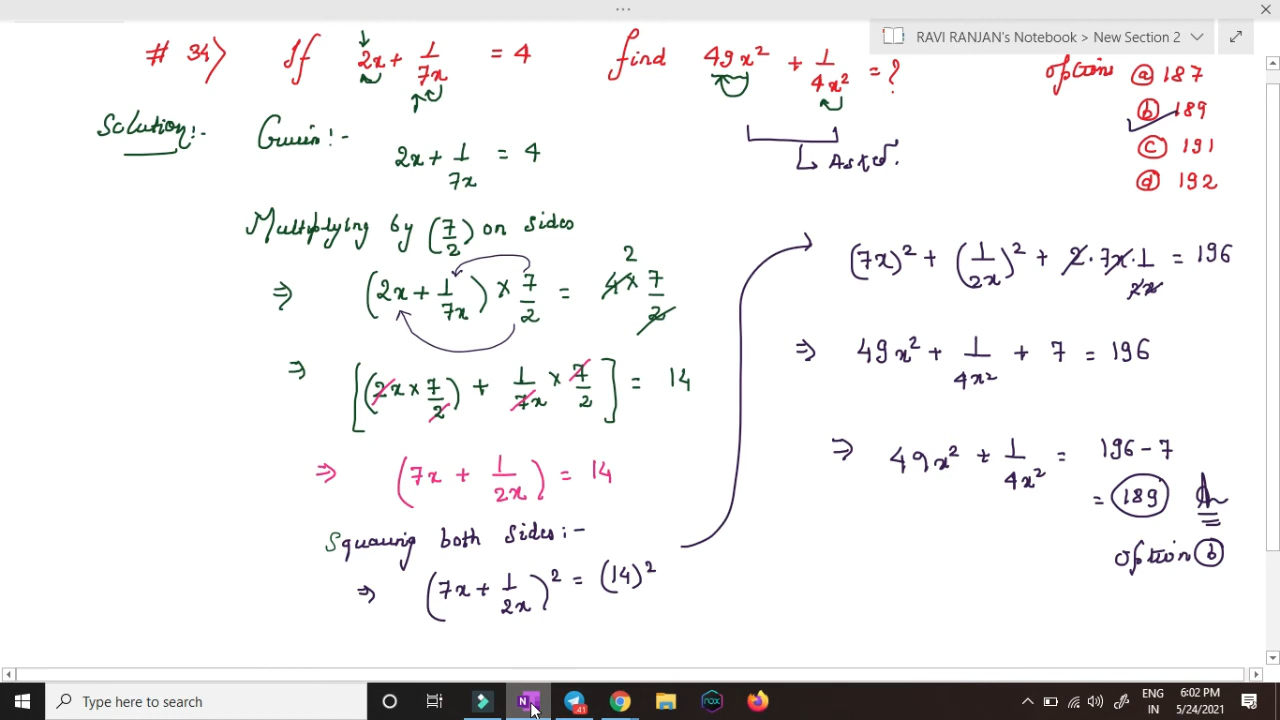 RAVI RANJAN's Notebook > New Section 2
# 34) If 2x + 1/7x = 4 find 49x² + 1/4x² = ? option (a) 187
(b) 189
(c) 191
(d) 192
Solution:- Given:-
2x + 1/7x = 4
Asked.
Multiplying by (7/2) on sides
⇒ (2x + 1/7x) × 7/2 = 4 × 7/2 2
⇒ [(2x × 7/2) + 1/7x × 7/2] = 14
⇒ (7x + 1/2x) = 14
Squaring both sides:-
⇒ (7x + 1/2x)² = (14)²
(7x)² + (1/2x)² + 2·7x·1/2x = 196
⇒ 49x² + 1/4x² + 7 = 196
⇒ 49x² + 1/4x² = 196-7
= 189
option (b)
Type here to search
41
ENG
IN
6:02 PM
5/24/2021